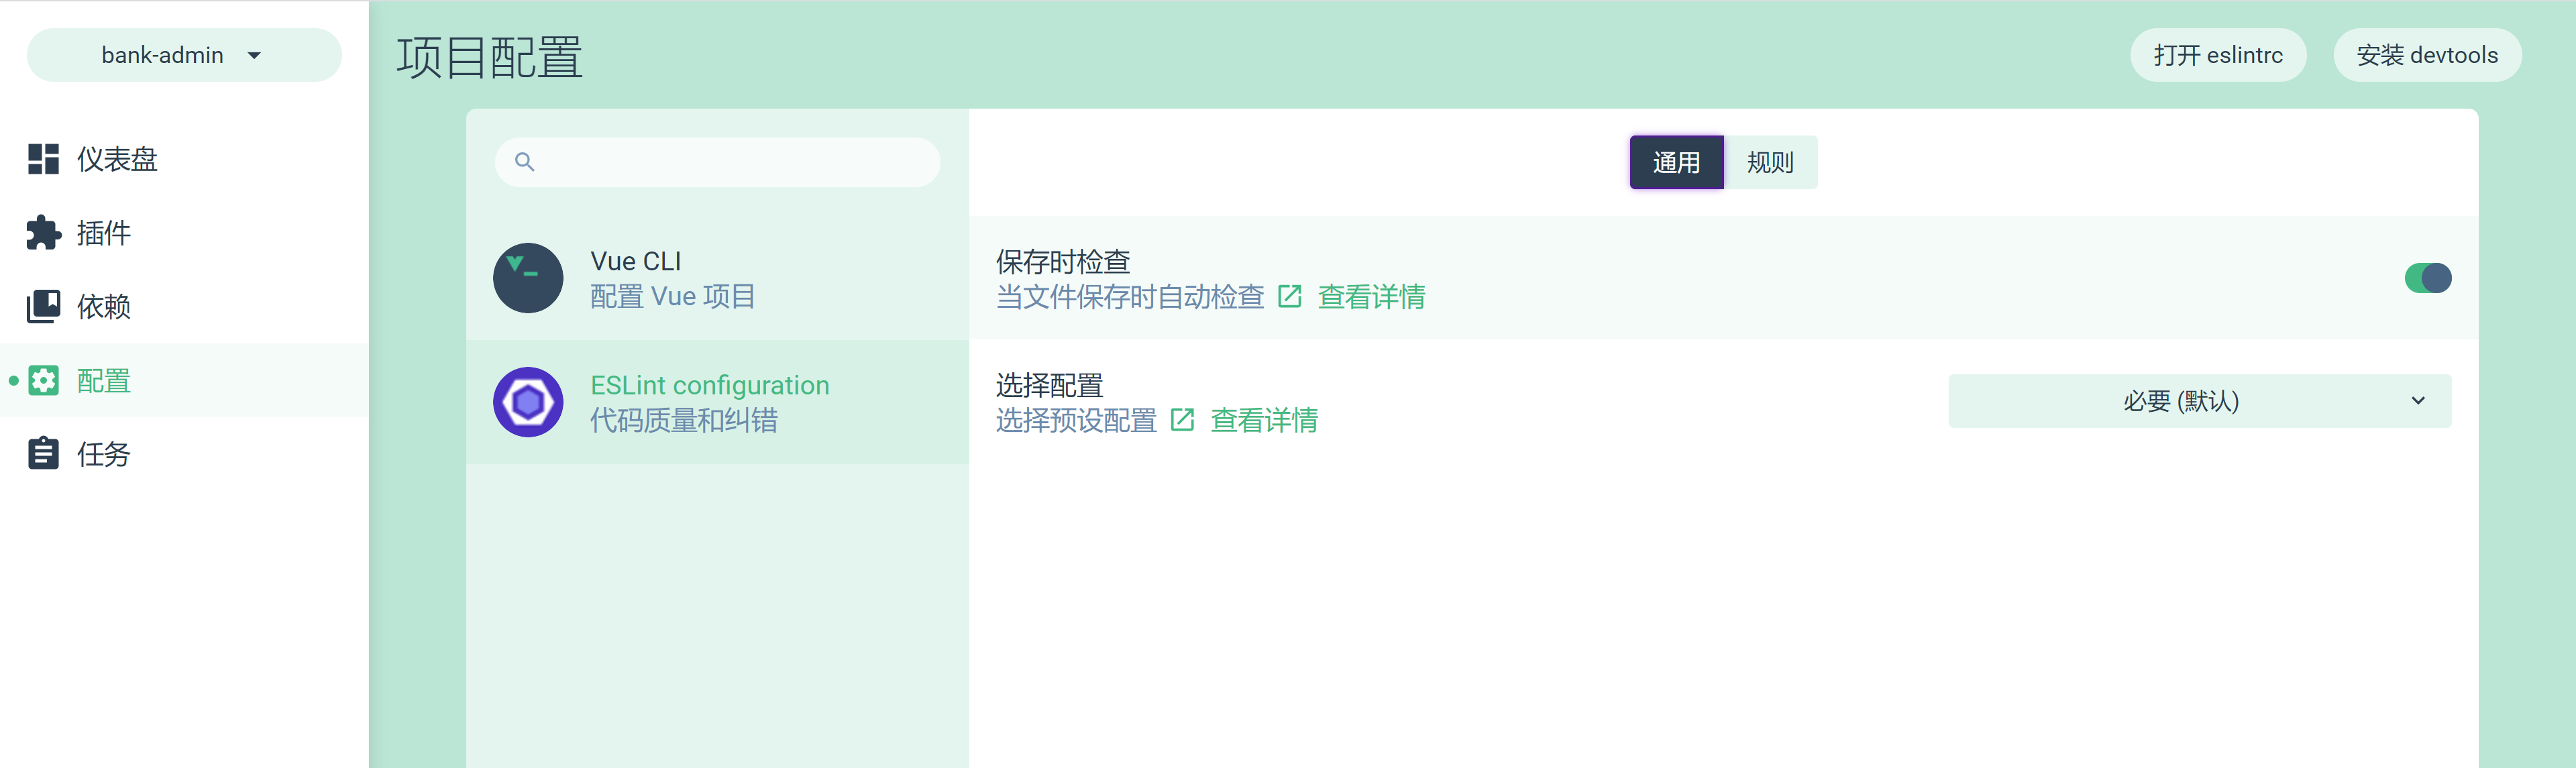 bank-admin
仪表盘
插件
依赖
配置
任务
项目配置
打开 eslintrc
安装 devtools
Vue CLI
配置 Vue 项目
ESLint configuration
代码质量和纠错
通用
规则
保存时检查
当文件保存时自动检查 查看详情
选择配置
选择预设配置 查看详情
必要 (默认)